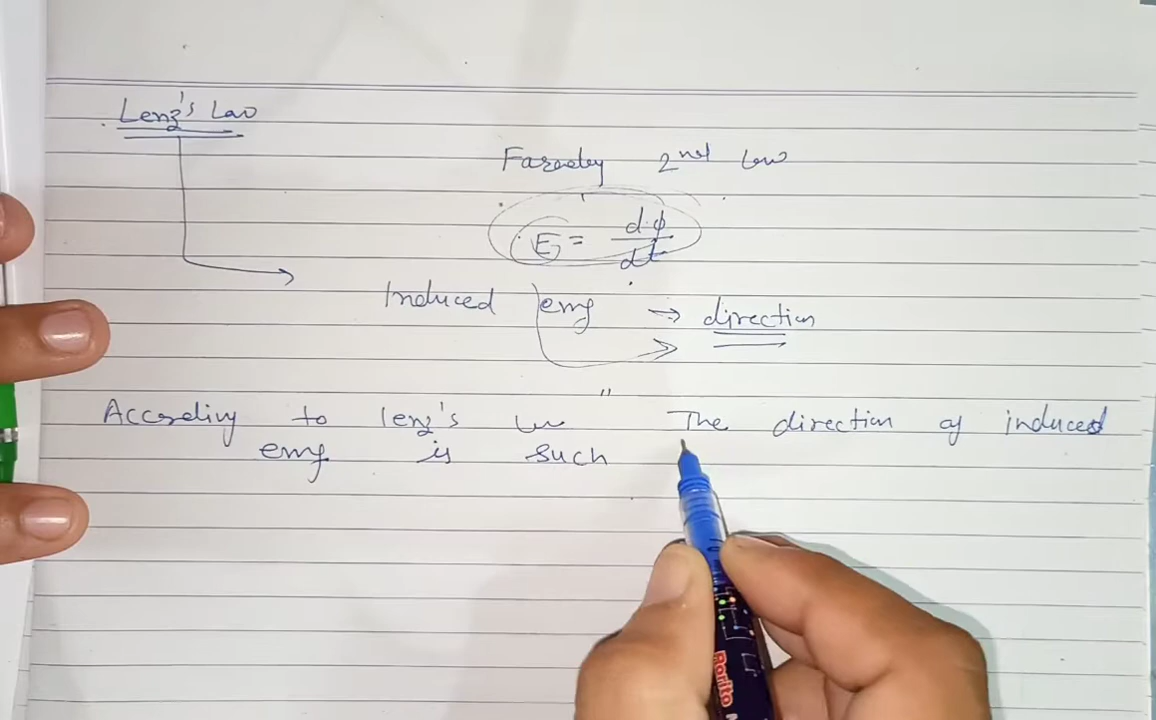 Lenz's Law
Faraday 2nd Law
E = dφ/dt
Induced emf → direction
According to lenz's law "The direction of induced
emf is such
Rorito